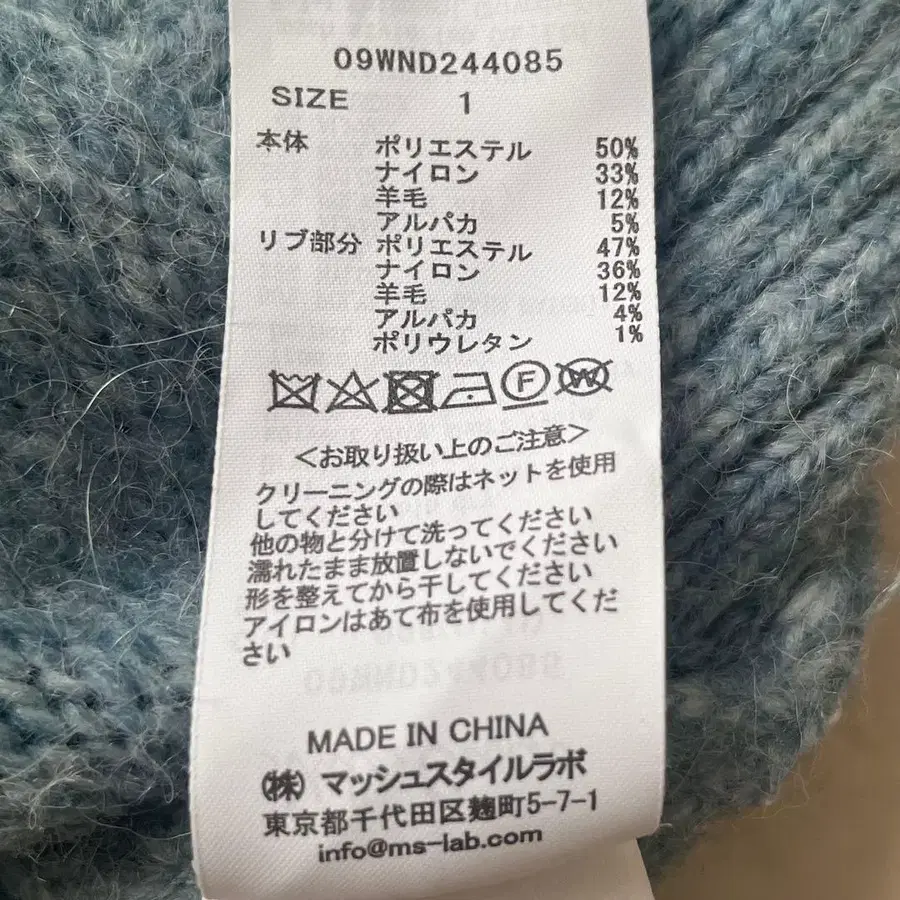 09WND244085
SIZE 1
本体 ポリエステル 50%
ナイロン 33%
羊毛 12%
アルパカ 5%
リブ部分 ポリエステル 47%
ナイロン 36%
羊毛 12%
アルパカ 4%
ポリウレタン 1%
F W
<お取り扱い上のご注意>
クリーニングの際はネットを使用
してください
他の物と分けて洗ってください
濡れたまま放置しないでください
形を整えてから干してください
アイロンはあて布を使用してくだ
さい
MADE IN CHINA
(株) マッシュスタイルラボ
東京都千代田区麹町5-7-1
info@ms-lab.com